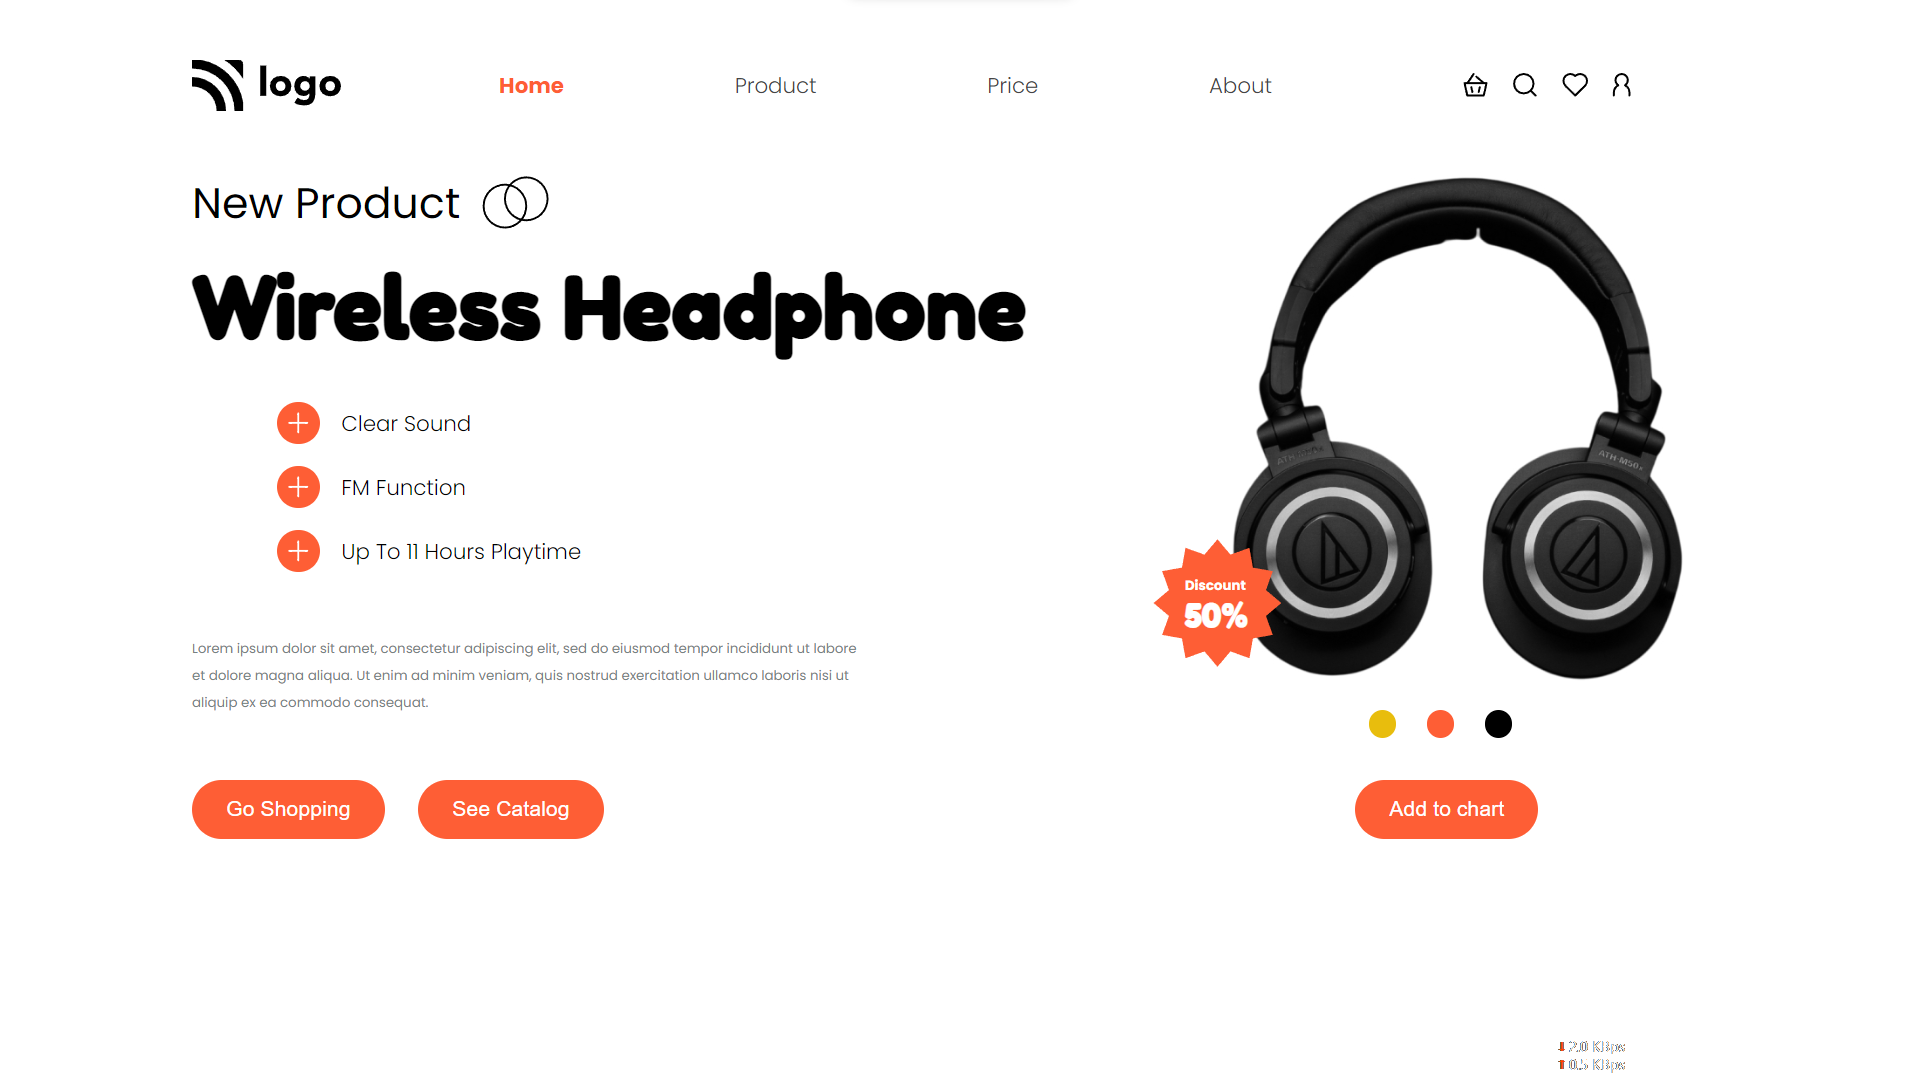 logo
Home
Product
Price
About
New Product
Wireless Headphone
Clear Sound
FM Function
Up To 11 Hours Playtime
ATH-M50x
Discount
50%
Lorem ipsum dolor sit amet, consectetur adipiscing elit, sed do eiusmod tempor incididunt ut labore
et dolore magna aliqua. Ut enim ad minim veniam, quis nostrud exercitation ullamco laboris nisi ut
aliquip ex ea commodo consequat.
Go Shopping
See Catalog
Add to chart
2.0 KBps
0.5 KBps